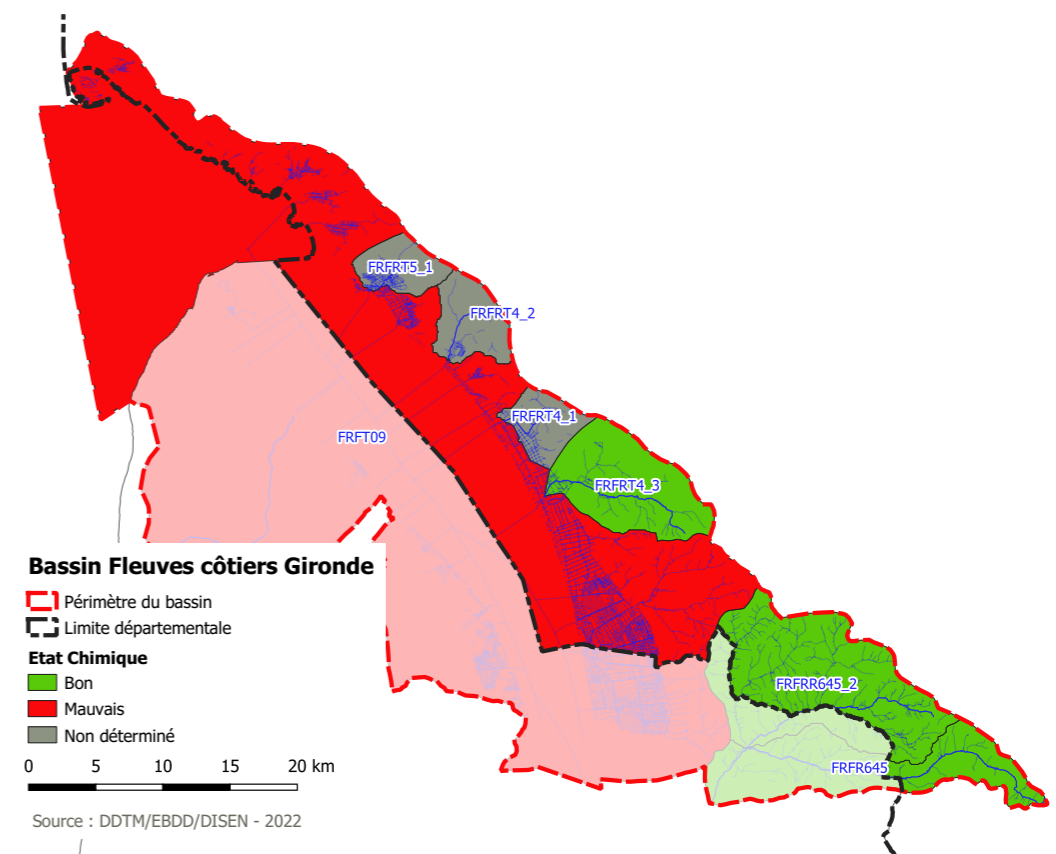 FRFRT5_1
FRFRT4_2
FRFRT4_1
FRFT09
FRFRT4_3
Bassin Fleuves côtiers Gironde
Périmètre du bassin
Limite départementale
Etat Chimique
Bon
Mauvais
Non déterminé
FRFRR645_2
FRFR645
0 5 10 15 20 km
Source : DDTM/EBDD/DISEN - 2022